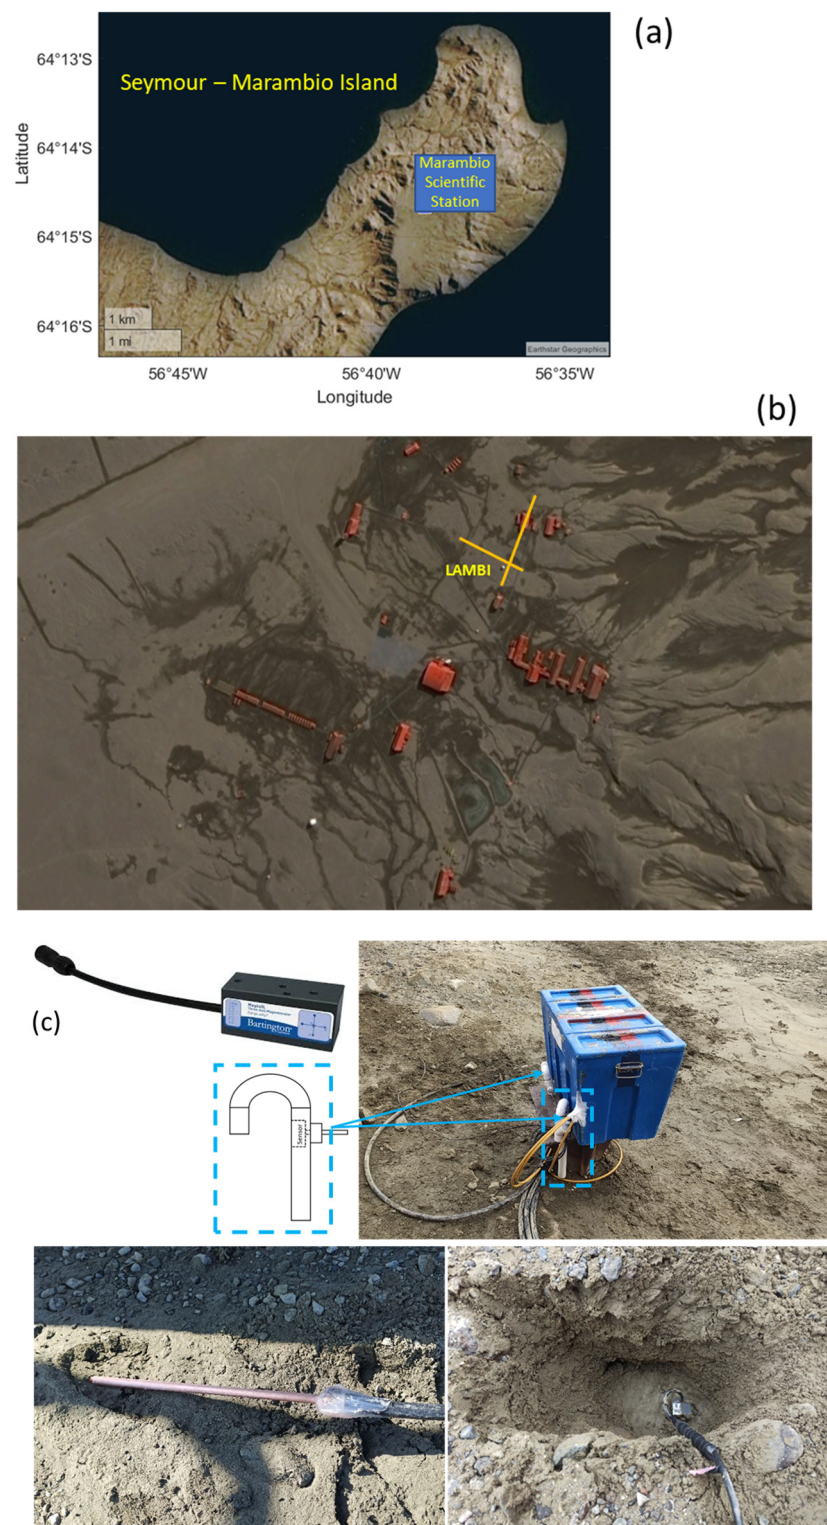 (a)
Seymour – Marambio Island
64°13'S
64°14'S
64°15'S
64°16'S
Latitude
Marambio
Scientific
Station
1 km
1 mi
Earthstar Geographics
56°45'W
56°40'W
56°35'W
Longitude
(b)
LAMBI
(c)
Bartington
Sensor